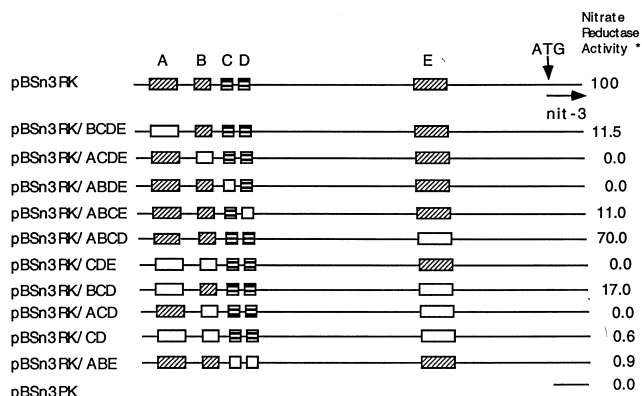 Nitrate
Reductase
Activity *
A B C D E ATG
pBSn3RK 100
nit-3
pBSn3RK/ BCDE 11.5
pBSn3RK/ ACDE 0.0
pBSn3RK/ ABDE 0.0
pBSn3RK/ ABCE 11.0
pBSn3RK/ ABCD 70.0
pBSn3RK/ CDE 0.0
pBSn3RK/ BCD 17.0
pBSn3RK/ ACD 0.0
pBSn3RK/ CD 0.6
pBSn3RK/ ABE 0.9
pBSn3PK 0.0